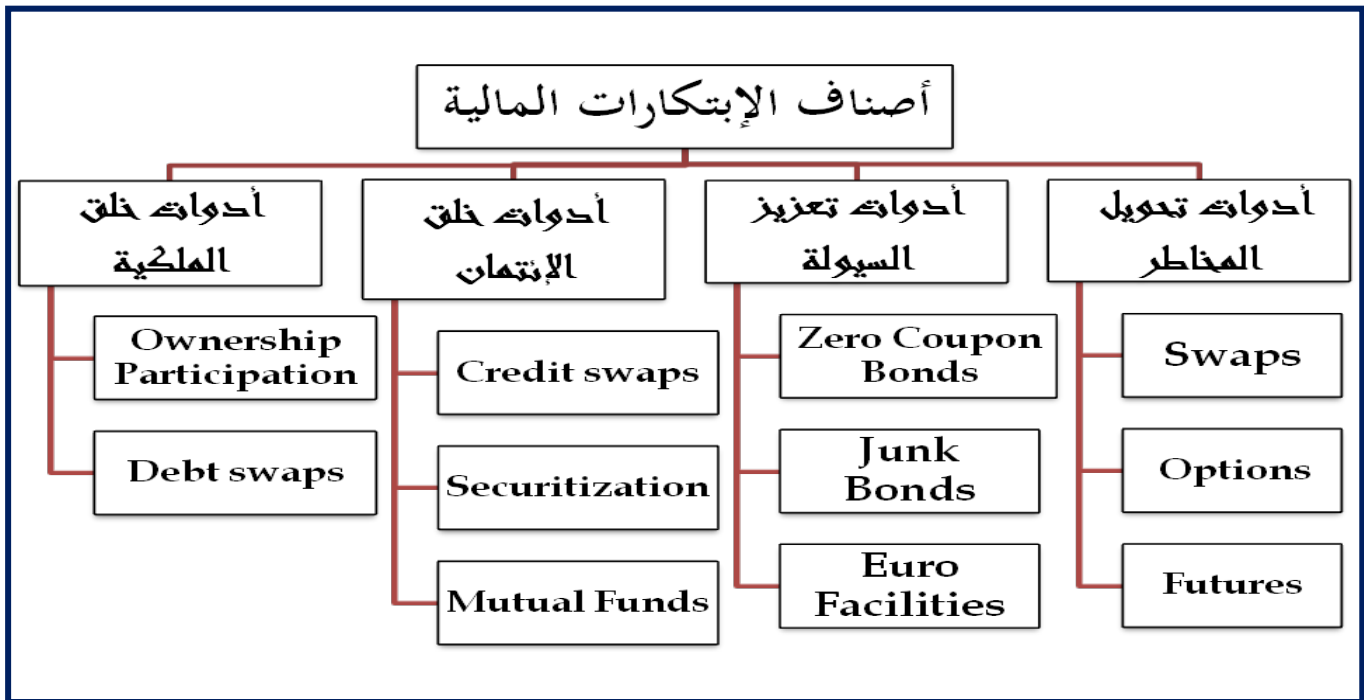 أصناف الإبتكارات المالية
أدوات تحويل
المخاطر
Swaps
Options
Futures
أدوات تعزيز
السيولة
Zero Coupon
Bonds
Junk
Bonds
Euro
Facilities
أدوات خلق
الإئتمان
Credit swaps
Securitization
Mutual Funds
أدوات خلق
الملكية
Ownership
Participation
Debt swaps